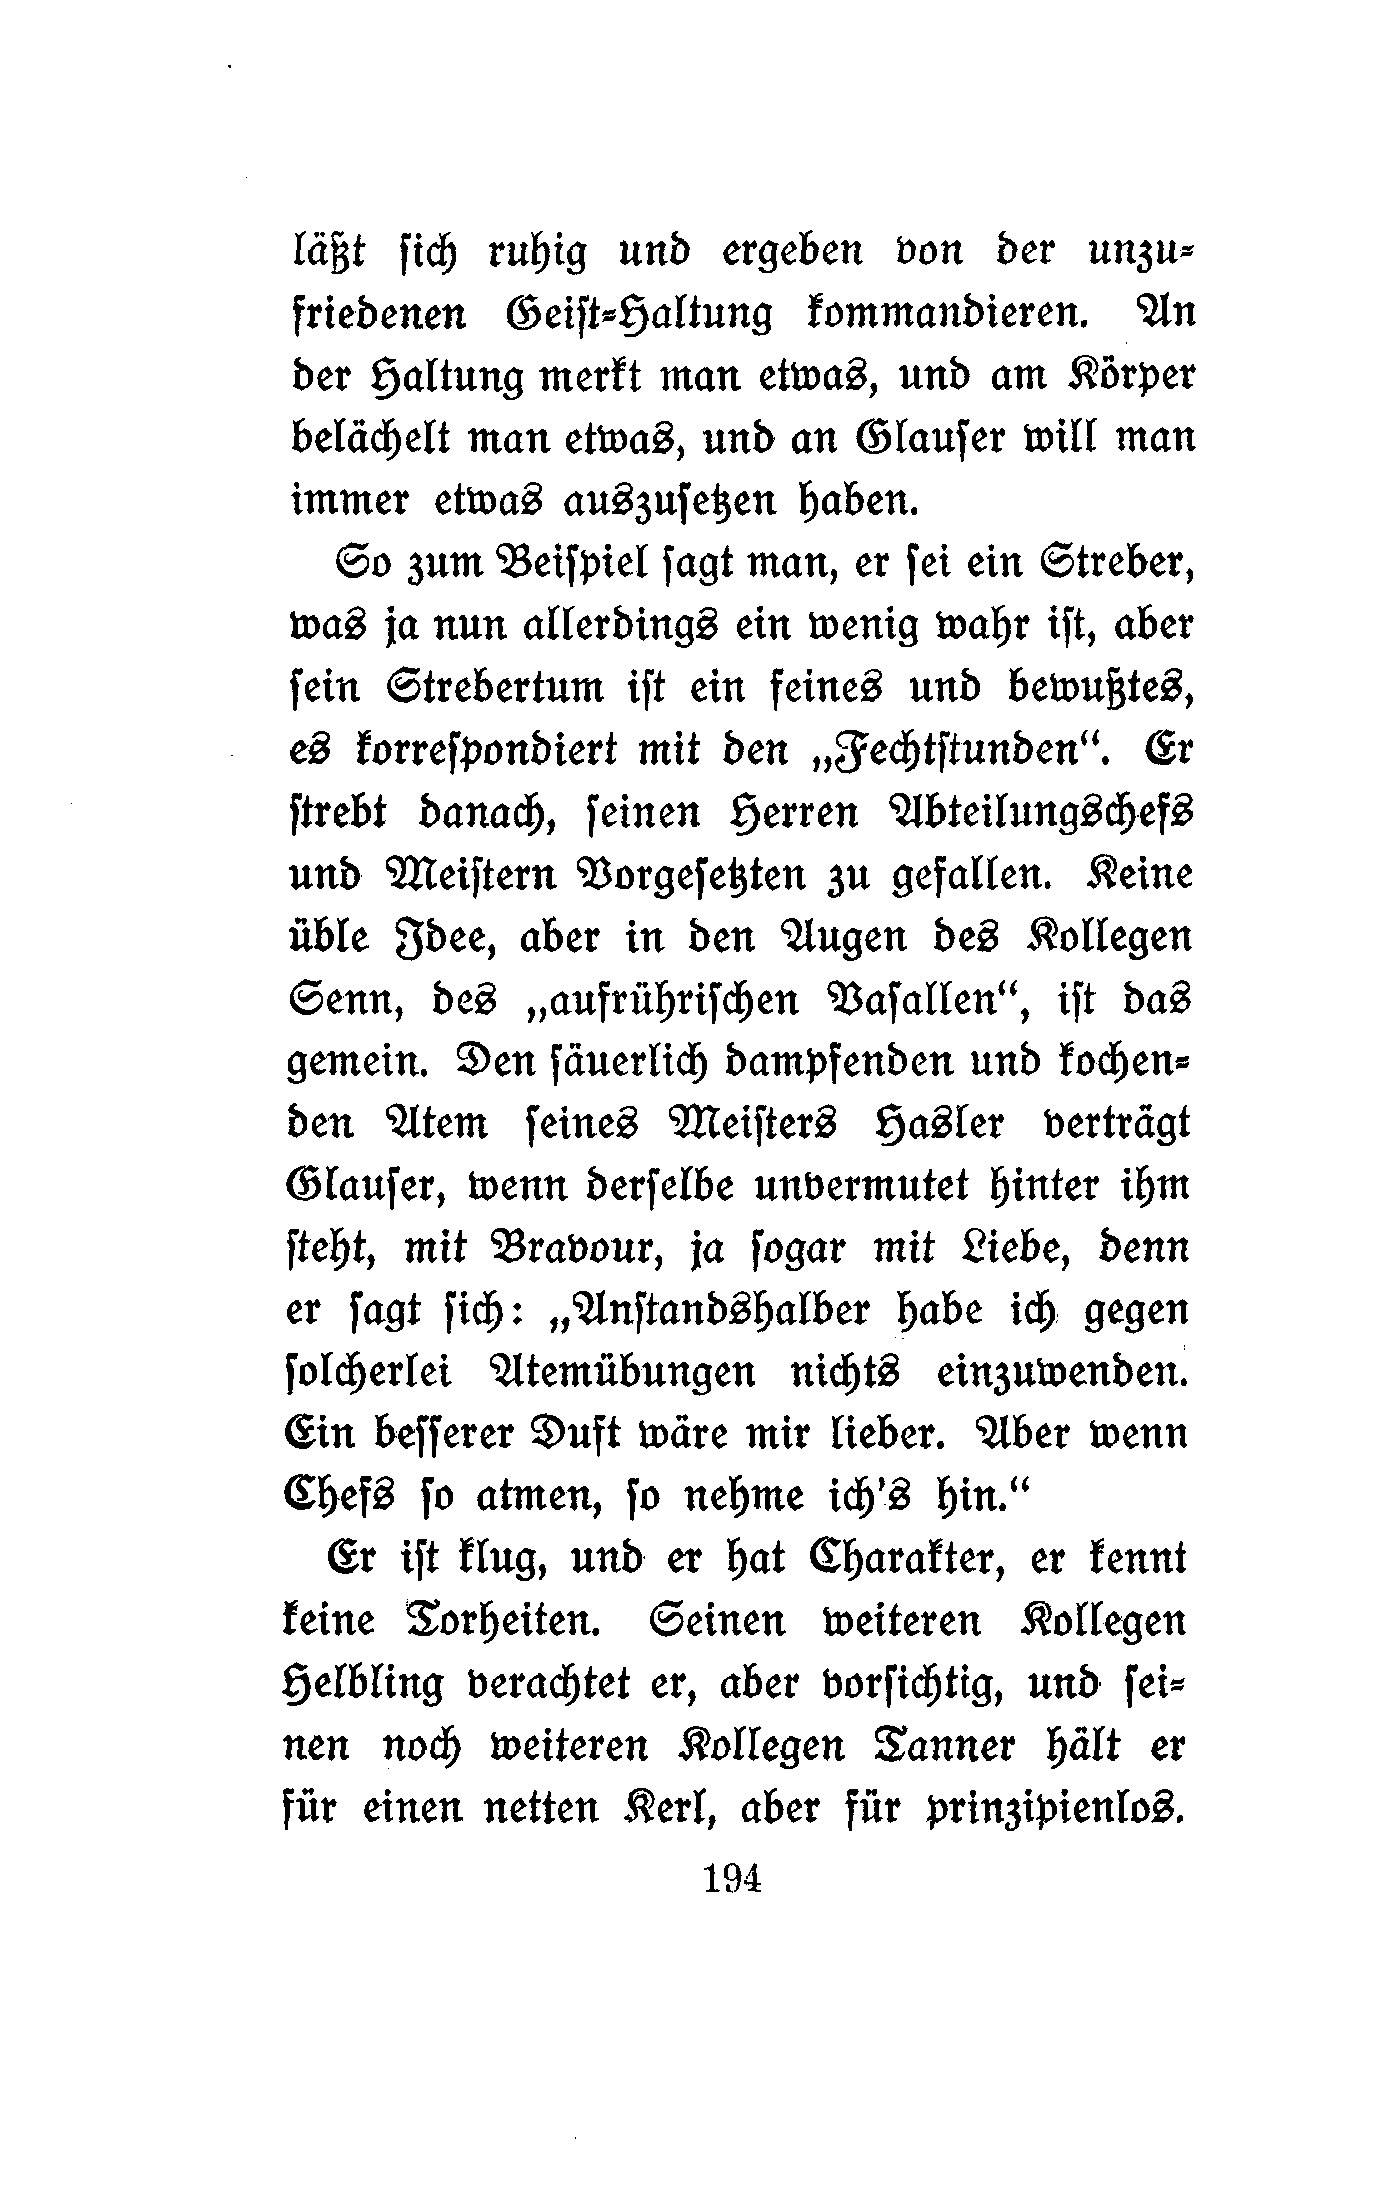 läßt ſich ruhig und ergeben von der unzu⸗
friedenen Geiſt⸗Haltung kommandieren. An
der Haltung merkt man etwas, und am Körper
belächelt man etwas, und an Glauſer will man
immer etwas auszuſetzen haben.
So zum Beiſpiel ſagt man, er ſei ein Streber,
was ja nun allerdings ein wenig wahr iſt, aber
ſein Strebertum iſt ein feines und bewußtes,
es korreſpondiert mit den „Fechtſtunden“. Er
ſtrebt danach, ſeinen Herren Abteilungschefs
und Meiſtern Vorgeſetzten zu gefallen. Keine
üble Idee, aber in den Augen des Kollegen
Senn, des „aufrühriſchen Vaſallen“, iſt das
gemein. Den ſäuerlich dampfenden und kochen⸗
den Atem ſeines Meiſters Hasler verträgt
Glauſer, wenn derſelbe unvermutet hinter ihm
ſteht, mit Bravour, ja ſogar mit Liebe, denn
er ſagt ſich: „Anſtandshalber habe ich gegen
ſolcherlei Atemübungen nichts einzuwenden.
Ein beſſerer Duft wäre mir lieber. Aber wenn
Chefs ſo atmen, ſo nehme ich's hin.“
Er iſt klug, und er hat Charakter, er kennt
keine Torheiten. Seinen weiteren Kollegen
Helbling verachtet er, aber vorſichtig, und ſei⸗
nen noch weiteren Kollegen Tanner hält er
für einen netten Kerl, aber für prinzipienlos.
194